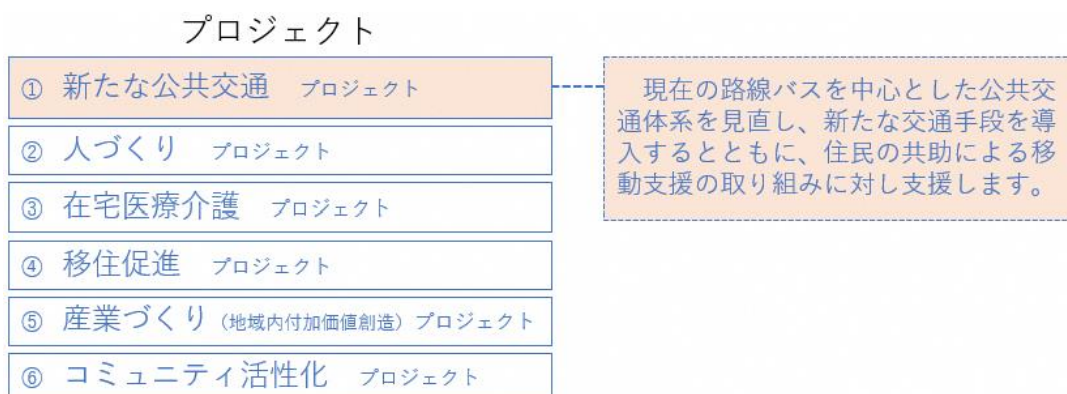 プロジェクト
① 新たな公共交通 プロジェクト
現在の路線バスを中心とした公共交
通体系を見直し、新たな交通手段を導
入するとともに、住民の共助による移
動支援の取り組みに対し支援します。
② 人づくり プロジェクト
③ 在宅医療介護 プロジェクト
④ 移住促進 プロジェクト
⑤ 産業づくり（地域内付加価値創造）プロジェクト
⑥ コミュニティ活性化 プロジェクト